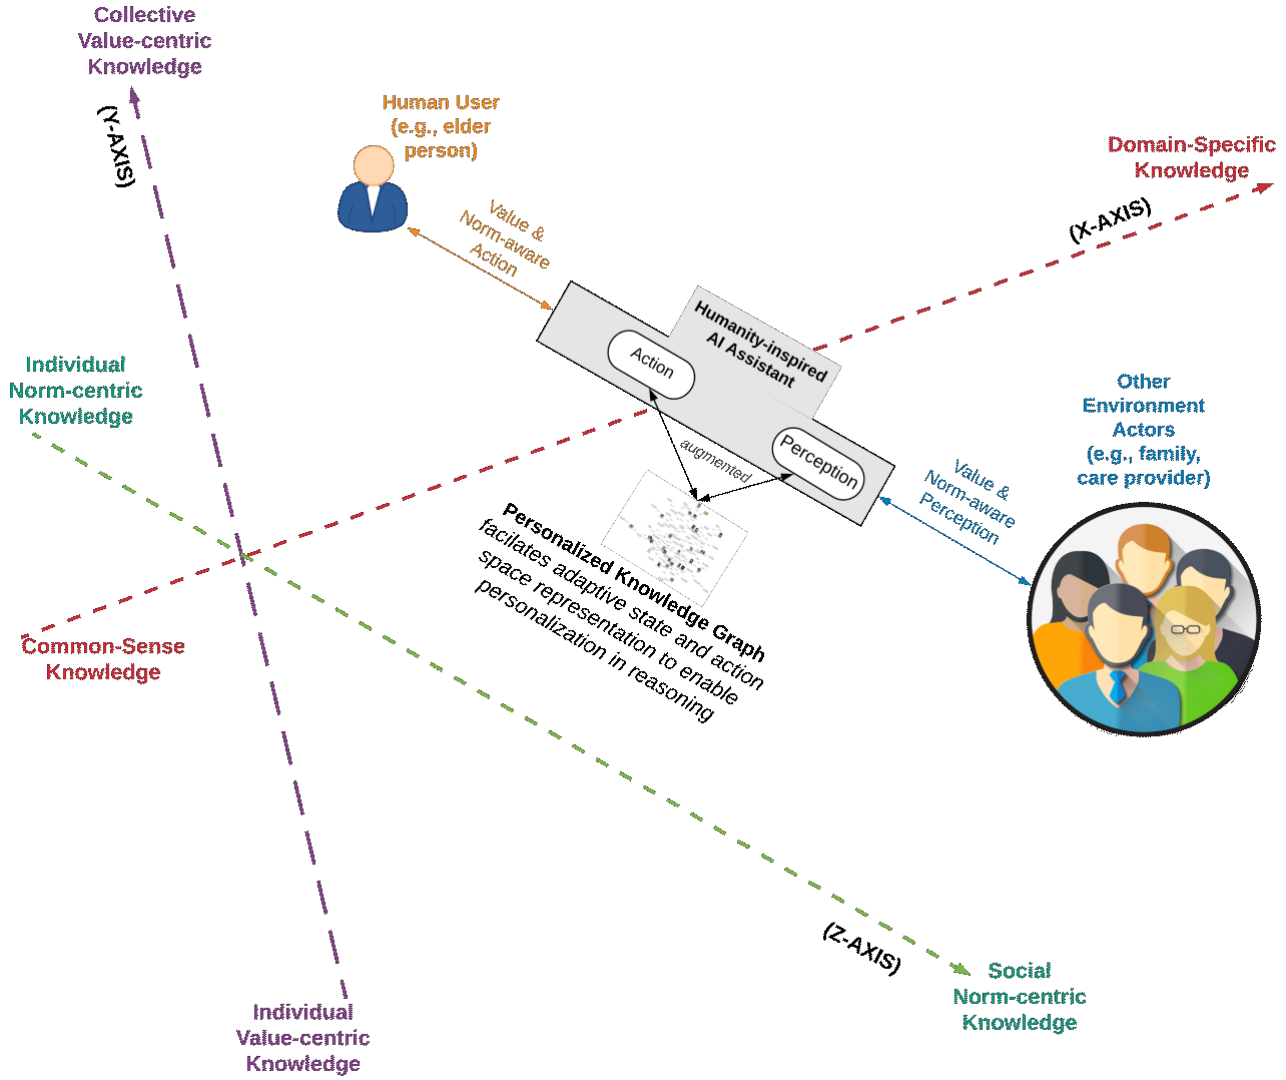 Collective
Value-centric
Knowledge
(Y-AXIS)
Human User
(e.g., elder
person)
Domain-Specific
Knowledge
(X-AXIS)
Value &
Norm-aware
Action
Humanity-inspired
AI Assistant
Action
Perception
augmented
Individual
Norm-centric
Knowledge
Other
Environment
Actors
(e.g., family,
care provider)
Value &
Norm-aware
Perception
Personalized Knowledge Graph
facilates adaptive state and action
space representation to enable
personalization in reasoning
Common-Sense
Knowledge
(Z-AXIS)
Social
Norm-centric
Knowledge
Individual
Value-centric
Knowledge